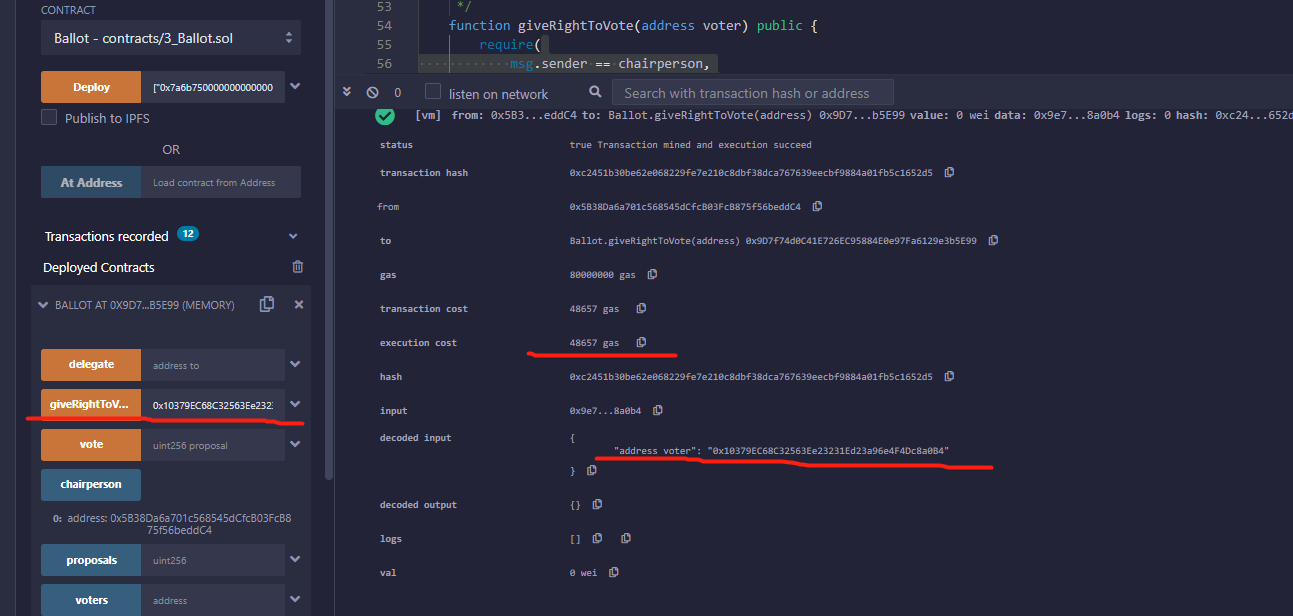 CONTRACT
Ballot - contracts/3_Ballot.sol
Deploy
["0x7a6b750000000000000
Publish to IPFS
OR
At Address
Load contract from Address
Transactions recorded 12
Deployed Contracts
BALLOT AT 0X9D7...B5E99 (MEMORY)
delegate
address to
giveRightToV...
0x10379EC68C32563Ee2323
vote
uint256 proposal
chairperson
0: address: 0x5B38Da6a701c568545dCfcB03FcB8
75f56beddC4
proposals
uint256
voters
address
53 */
54 function giveRightToVote(address voter) public {
55 require(
56 msg.sender == chairperson,
0
listen on network
Search with transaction hash or address
[vm] from: 0x5B3...eddC4 to: Ballot.giveRightToVote(address) 0x9D7...b5E99 value: 0 wei data: 0x9e7...8a0b4 logs: 0 hash: 0xc24...652d
status true Transaction mined and execution succeed
transaction hash 0xc2451b30be62e068229fe7e210c8dbf38dca767639eecbf9884a01fb5c1652d5
from 0x5B38Da6a701c568545dCfcB03FcB875f56beddC4
to Ballot.giveRightToVote(address) 0x9D7f74d0C41E726EC95884E0e97Fa6129e3b5E99
gas 80000000 gas
transaction cost 48657 gas
execution cost 48657 gas
hash 0xc2451b30be62e068229fe7e210c8dbf38dca767639eecbf9884a01fb5c1652d5
input 0x9e7...8a0b4
decoded input {
"address voter": "0x10379EC68C32563Ee23231Ed23a96e4F4Dc8a0B4"
}
decoded output {}
logs []
val 0 wei